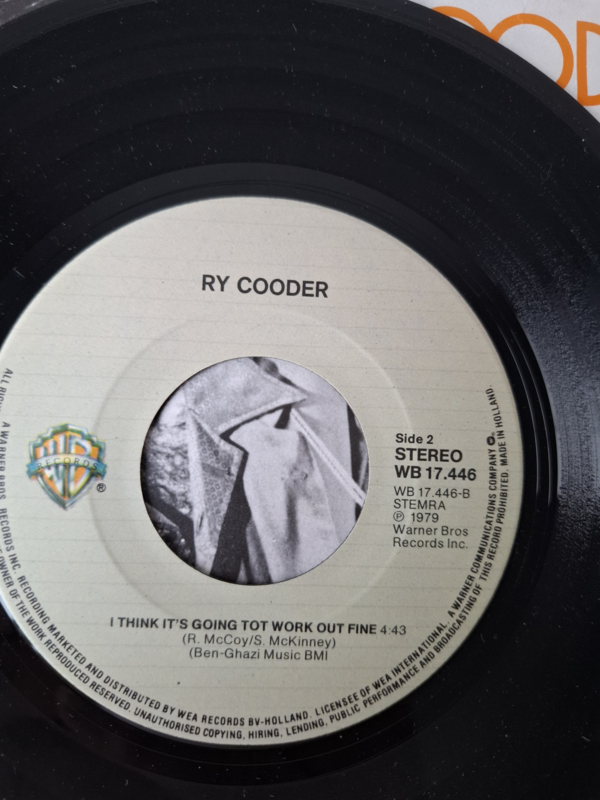 OOD
RY COODER
WB
RECORDS
®
Side 2
STEREO
WB 17.446
WB 17.446-B
STEMRA
℗ 1979
Warner Bros
Records Inc.
I THINK IT'S GOING TOT WORK OUT FINE 4:43
(R. McCoy/S. McKinney)
(Ben-Ghazi Music BMI
A WARNER BROS. RECORDS INC. RECORDING MARKETED AND DISTRIBUTED BY WEA RECORDS BV-HOLLAND. LICENSEE OF WEA INTERNATIONAL. A WARNER COMMUNICATIONS COMPANY
OWNER OF THE WORK REPRODUCED RESERVED. UNAUTHORISED COPYING, HIRING, LENDING, PUBLIC PERFORMANCE AND BROADCASTING OF THIS RECORD PROHIBITED. MADE IN HOLLAND.